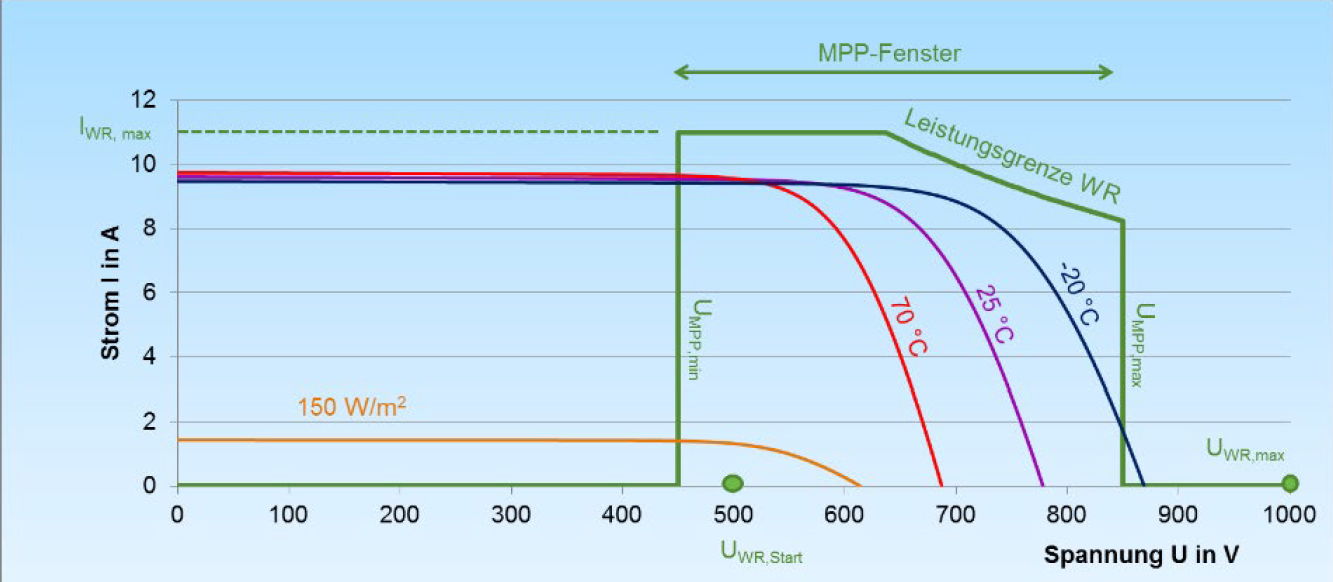 MPP-Fenster
12
I WR, max
Leistungsgrenze WR
10
8
Strom I in A
6
4
2
0
70 °C
25 °C
-20 °C
U MPP,min
U MPP,max
150 W/m²
U WR,max
0 100 200 300 400 500 600 700 800 900 1000
U WR,Start
Spannung U in V